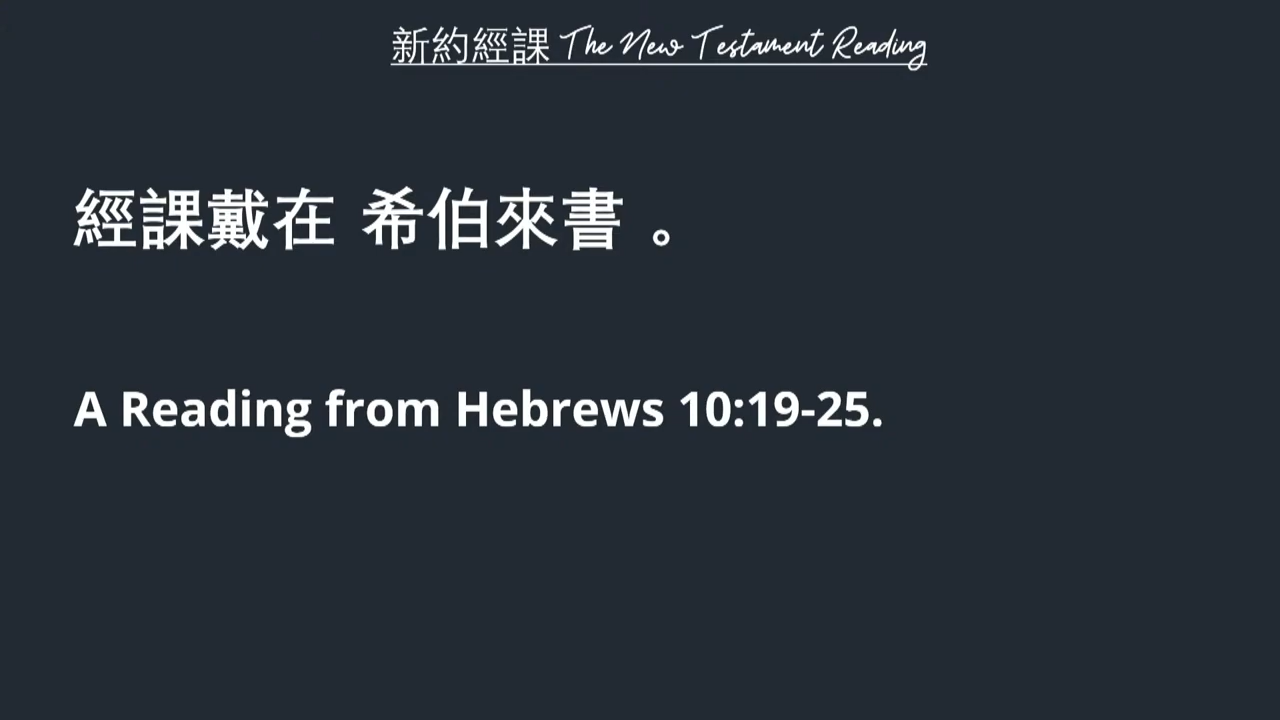 新約經課 The New Testament Reading
經課戴在 希伯來書 。
A Reading from Hebrews 10:19-25.